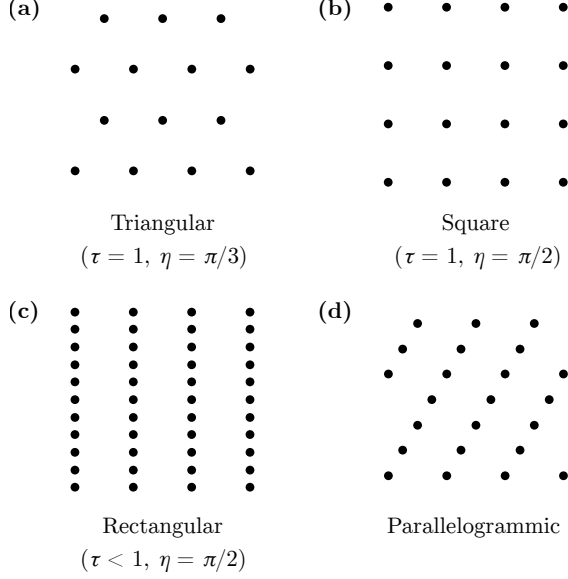 (a)
(b)
Triangular
(τ = 1, η = π/3)
Square
(τ = 1, η = π/2)
(c)
(d)
Rectangular
(τ < 1, η = π/2)
Parallelogrammic